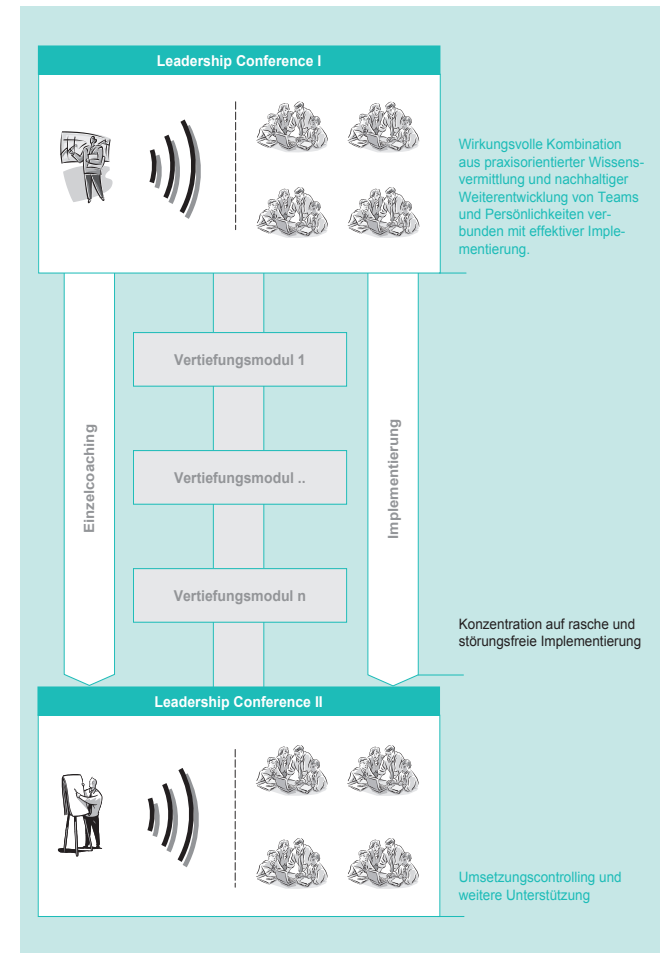 Leadership Conference I
Wirkungsvolle Kombination
aus praxisorientierter Wissens-
vermittlung und nachhaltiger
Weiterentwicklung von Teams
und Persönlichkeiten ver-
bunden mit effektiver Imple-
mentierung.
Einzelcoaching
Vertiefungsmodul 1
Vertiefungsmodul ..
Vertiefungsmodul n
Implementierung
Konzentration auf rasche und
störungsfreie Implementierung
Leadership Conference II
Umsetzungscontrolling und
weitere Unterstützung